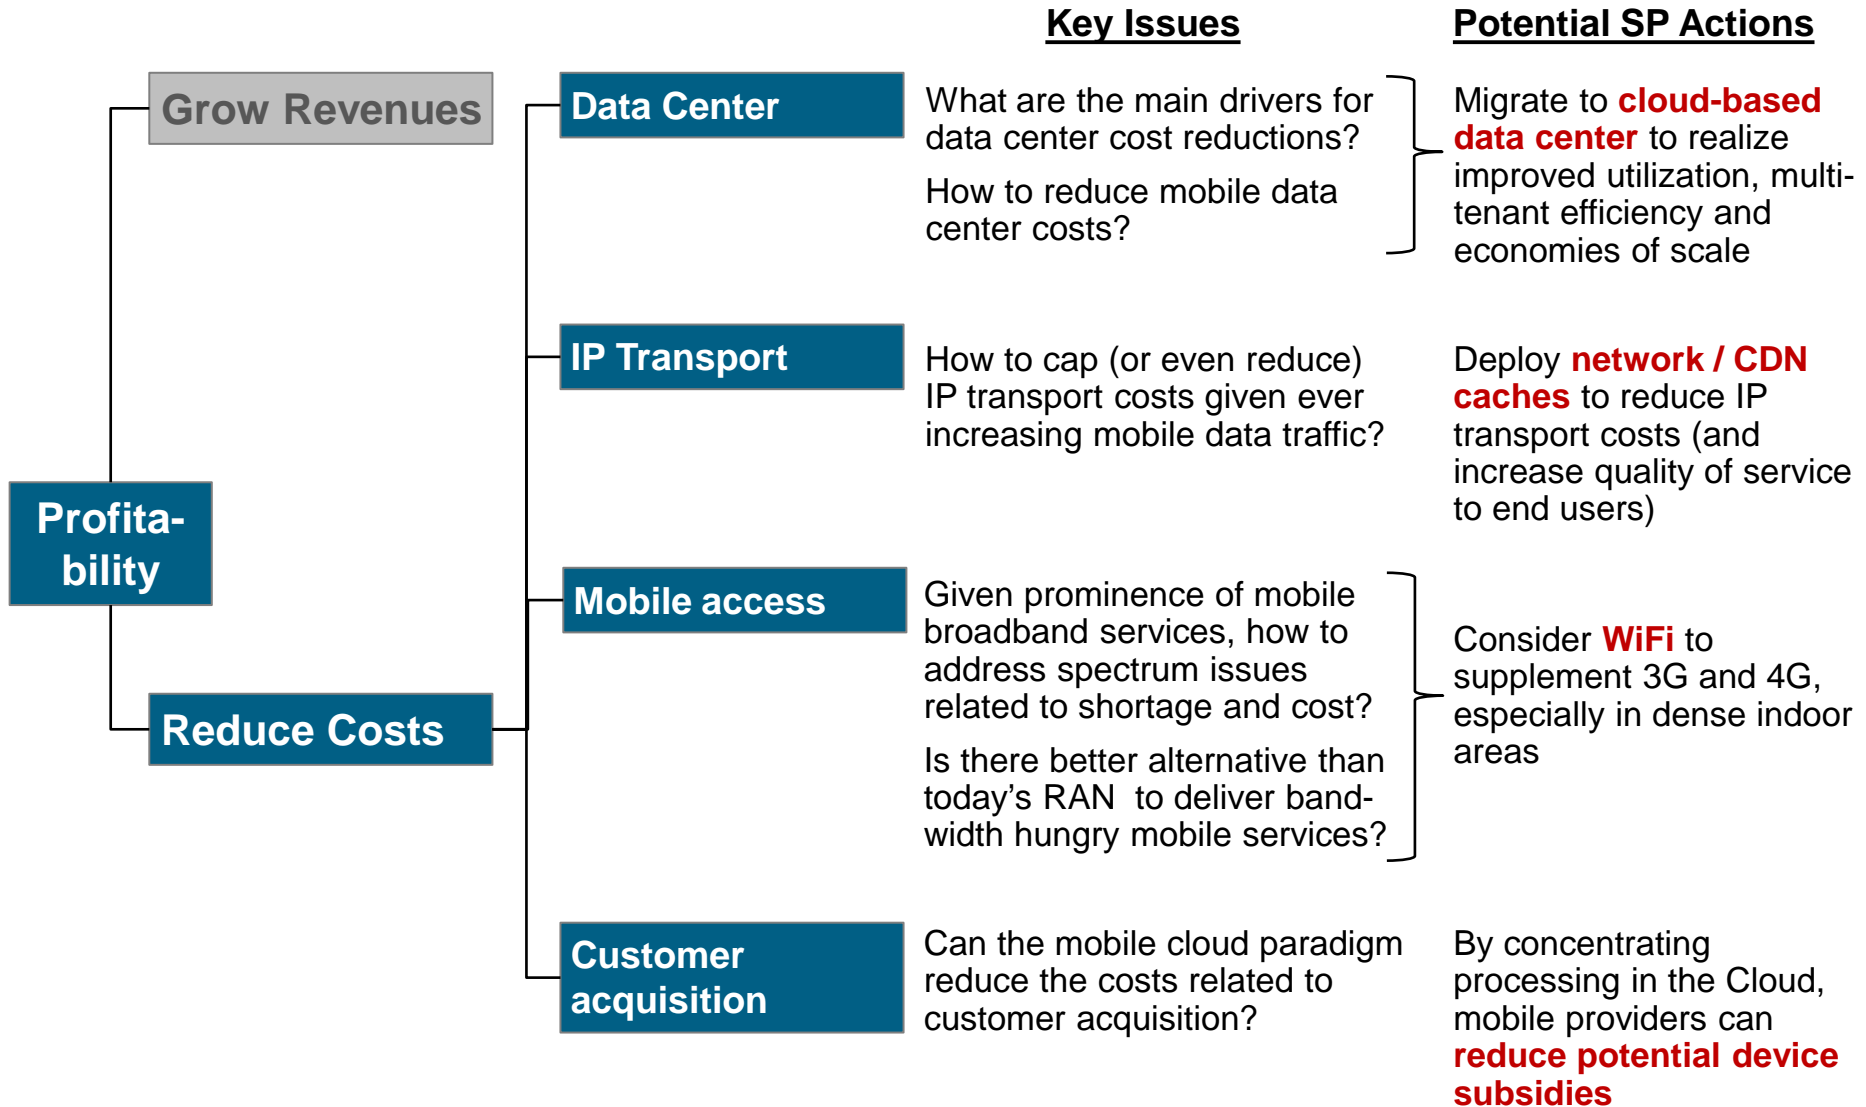 Key Issues
Potential SP Actions
Grow Revenues
Data Center
What are the main drivers for
data center cost reductions?
How to reduce mobile data
center costs?
Migrate to cloud-based
data center to realize
improved utilization, multi-
tenant efficiency and
economies of scale
IP Transport
How to cap (or even reduce)
IP transport costs given ever
increasing mobile data traffic?
Deploy network / CDN
caches to reduce IP
transport costs (and
increase quality of service
to end users)
Profita-
bility
Mobile access
Given prominence of mobile
broadband services, how to
address spectrum issues
related to shortage and cost?
Is there better alternative than
today’s RAN  to deliver band-
width hungry mobile services?
Consider WiFi to
supplement 3G and 4G,
especially in dense indoor
areas
Reduce Costs
Customer
acquisition
Can the mobile cloud paradigm
reduce the costs related to
customer acquisition?
By concentrating
processing in the Cloud,
mobile providers can
reduce potential device
subsidies